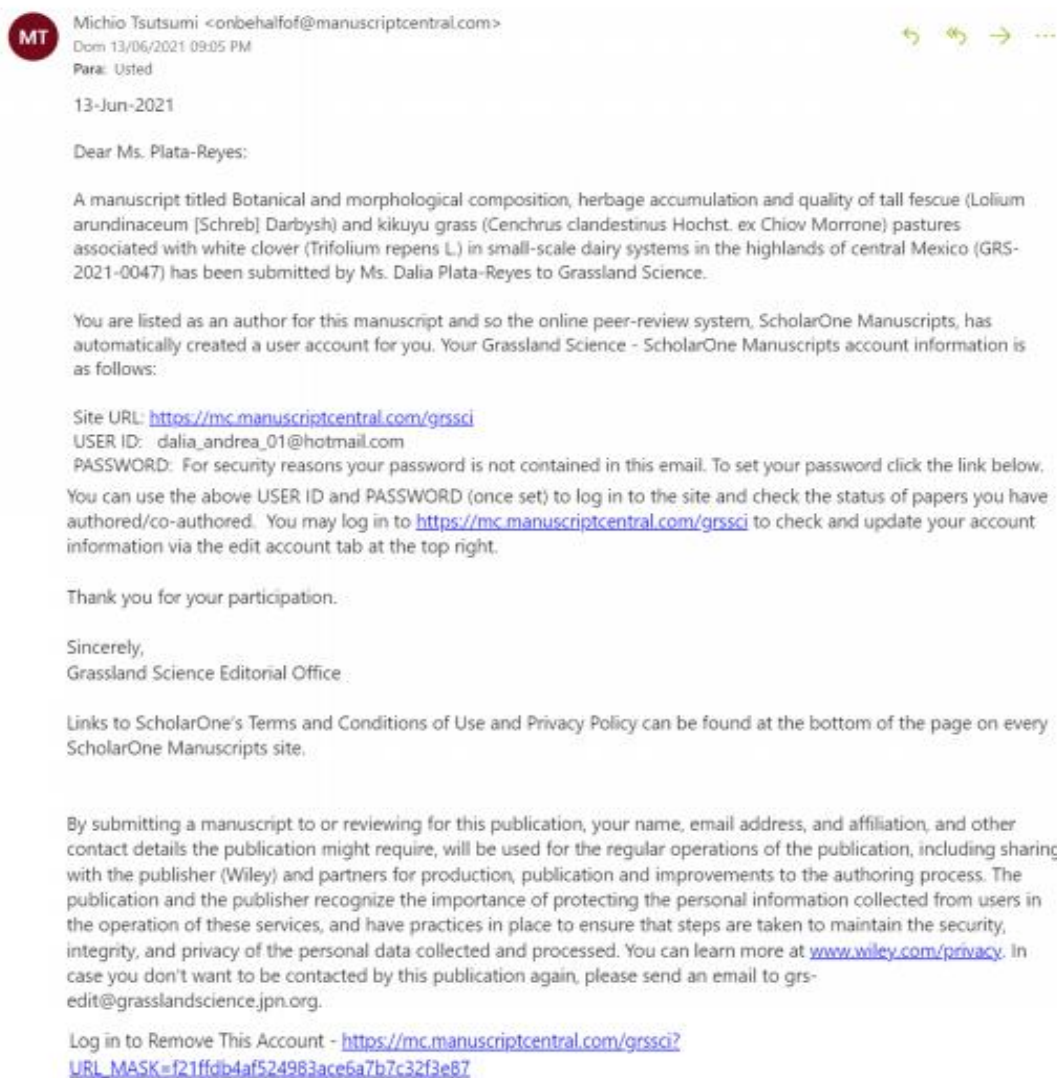 MT
Michio Tsutsumi <onbehalfof@manuscriptcentral.com>
Dom 13/06/2021 09:05 PM
Para: Usted
13-Jun-2021
Dear Ms. Plata-Reyes:
A manuscript titled Botanical and morphological composition, herbage accumulation and quality of tall fescue (Lolium
arundinaceum [Schreb] Darbysh) and kikuyu grass (Cenchrus clandestinus Hochst. ex Chiov Morrone) pastures
associated with white clover (Trifolium repens L.) in small-scale dairy systems in the highlands of central Mexico (GRS-
2021-0047) has been submitted by Ms. Dalia Plata-Reyes to Grassland Science.
You are listed as an author for this manuscript and so the online peer-review system, ScholarOne Manuscripts, has
automatically created a user account for you. Your Grassland Science - ScholarOne Manuscripts account information is
as follows:
Site URL: https://mc.manuscriptcentral.com/grssci
USER ID: dalia_andrea_01@hotmail.com
PASSWORD: For security reasons your password is not contained in this email. To set your password click the link below.
You can use the above USER ID and PASSWORD (once set) to log in to the site and check the status of papers you have
authored/co-authored. You may log in to https://mc.manuscriptcentral.com/grssci to check and update your account
information via the edit account tab at the top right.
Thank you for your participation.
Sincerely,
Grassland Science Editorial Office
Links to ScholarOne's Terms and Conditions of Use and Privacy Policy can be found at the bottom of the page on every
ScholarOne Manuscripts site.
By submitting a manuscript to or reviewing for this publication, your name, email address, and affiliation, and other
contact details the publication might require, will be used for the regular operations of the publication, including sharing
with the publisher (Wiley) and partners for production, publication and improvements to the authoring process. The
publication and the publisher recognize the importance of protecting the personal information collected from users in
the operation of these services, and have practices in place to ensure that steps are taken to maintain the security,
integrity, and privacy of the personal data collected and processed. You can learn more at www.wiley.com/privacy. In
case you don't want to be contacted by this publication again, please send an email to grs-
edit@grasslandscience.jpn.org.
Log in to Remove This Account - https://mc.manuscriptcentral.com/grssci?
URL_MASK=f21ffdb4af524983ace6a7b7c32f3e87